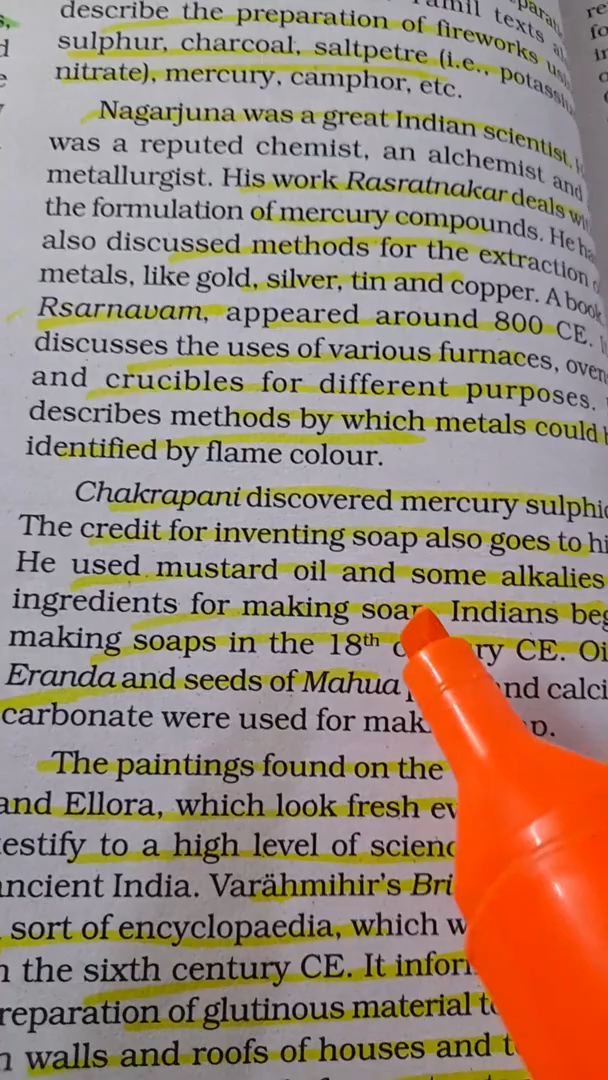 describe the preparation of fireworks
sulphur, charcoal, saltpetre (i.e.,
nitrate), mercury, camphor, etc.
Nagarjuna was a great Indian scientist.
was a reputed chemist, an alchemist and
metallurgist. His work Rasratnakar deals
the formulation of mercury compounds. He
also discussed methods for the extraction
metals, like gold, silver, tin and copper. A book
Rsarnavam, appeared around 800 CE.
discusses the uses of various furnaces,
and crucibles for different purposes.
describes methods by which metals could
identified by flame colour.
Chakrapani discovered mercury
The credit for inventing soap also goes to
He used mustard oil and some alkalies
ingredients for making soap. Indians
making soaps in the 18th CE.
Eranda and seeds of Mahua
carbonate were used for
The paintings found on the
and Ellora, which look fresh
to a high level of
ancient India. Varähmihir's
sort of encyclopaedia, which
the sixth century CE. It
of glutinous material
walls and roofs of houses and